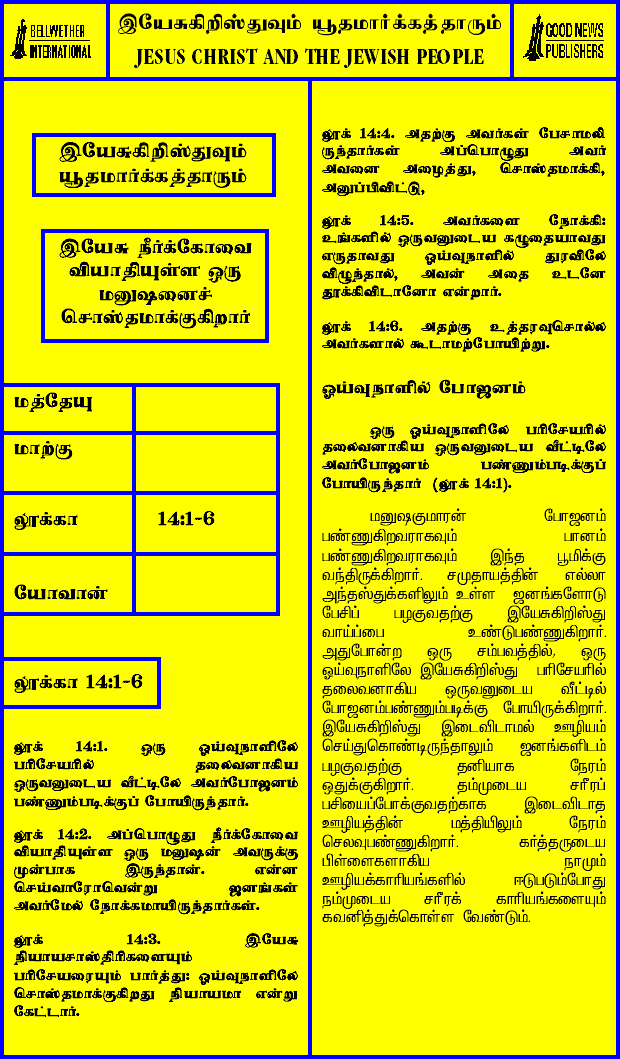 BELLWETHER
INTERNATIONAL
இயேசுகிறிஸ்துவும் யூதமார்க்கத்தாரும்
JESUS CHRIST AND THE JEWISH PEOPLE
GOOD NEWS
PUBLISHERS
இயேசுகிறிஸ்துவும்
யூதமார்க்கத்தாரும்
இயேசு நீர்க்கோவை
வியாதியுள்ள ஒரு
மனுஷனைச்
சொஸ்தமாக்குகிறார்
மத்தேயு
மாற்கு
லூக்கா 14:1-6
யோவான்
லூக்கா 14:1-6
லூக் 14:1. ஒரு ஓய்வுநாளிலே
பரிசேயரில் தலைவனாகிய
ஒருவனுடைய வீட்டிலே அவர்போஜனம்
பண்ணும்படிக்குப் போயிருந்தார்.
லூக் 14:2. அப்பொழுது நீர்க்கோவை
வியாதியுள்ள ஒரு மனுஷன் அவருக்கு
முன்பாக இருந்தான். என்ன
செய்வாரோவென்று ஜனங்கள்
அவர்மேல் நோக்கமாயிருந்தார்கள்.
லூக் 14:3. இயேசு
நியாயசாஸ்திரிகளையும்
பரிசேயரையும் பார்த்து: ஓய்வுநாளிலே
சொஸ்தமாக்குகிறது நியாயமா என்று
கேட்டார்.
லூக் 14:4. அதற்கு அவர்கள் பேசாமலி
ருந்தார்கள் அப்பொழுது அவர்
அவனை அழைத்து, சொஸ்தமாக்கி,
அனுப்பிவிட்டு,
லூக் 14:5. அவர்களை நோக்கி:
உங்களில் ஒருவனுடைய கழுதையாவது
எருதாவது ஓய்வுநாளில் துரவிலே
விழுந்தால், அவன் அதை உடனே
தூக்கிவிடானோ என்றார்.
லூக் 14:6. அதற்கு உத்தரவுசொல்ல
அவர்களால் கூடாமற்போயிற்று.
ஓய்வுநாளில் போஜனம்
ஒரு ஓய்வுநாளிலே பரிசேயரில்
தலைவனாகிய ஒருவனுடைய வீட்டிலே
அவர்போஜனம் பண்ணும்படிக்குப்
போயிருந்தார் (லூக் 14:1).
மனுஷகுமாரன் போஜனம்
பண்ணுகிறவராகவும் பானம்
பண்ணுகிறவராகவும் இந்த பூமிக்கு
வந்திருக்கிறார். சமுதாயத்தின் எல்லா
அந்தஸ்துக்களிலும் உள்ள ஜனங்களோடு
பேசிப் பழகுவதற்கு இயேசுகிறிஸ்து
வாய்ப்பை உண்டுபண்ணுகிறார்.
அதுபோன்ற ஒரு சம்பவத்தில், ஒரு
ஓய்வுநாளிலே இயேசுகிறிஸ்து பரிசேயரில்
தலைவனாகிய ஒருவனுடைய வீட்டில்
போஜனம்பண்ணும்படிக்கு போயிருக்கிறார்.
இயேசுகிறிஸ்து இடைவிடாமல் ஊழியம்
செய்துகொண்டிருந்தாலும் ஜனங்களிடம்
பழகுவதற்கு தனியாக நேரம்
ஒதுக்குகிறார். தம்முடைய சரீரப்
பசியைப்போக்குவதற்காக இடைவிடாத
ஊழியத்தின் மத்தியிலும் நேரம்
செலவுபண்ணுகிறார். கர்த்தருடைய
பிள்ளைகளாகிய நாமும்
ஊழியக்காரியங்களில் ஈடுபடும்போது
நம்முடைய சரீரக் காரியங்களையும்
கவனித்துக்கொள்ள வேண்டும்.